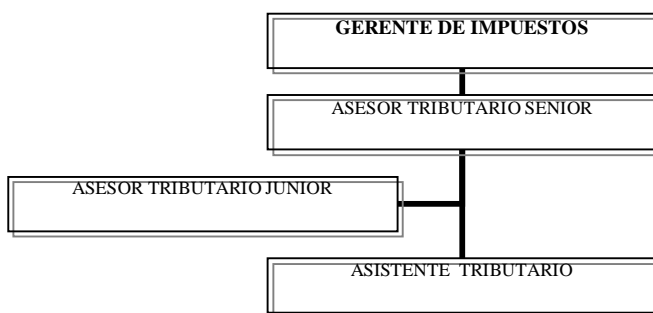 GERENTE DE IMPUESTOS
ASESOR TRIBUTARIO SENIOR
ASESOR TRIBUTARIO JUNIOR
ASISTENTE TRIBUTARIO